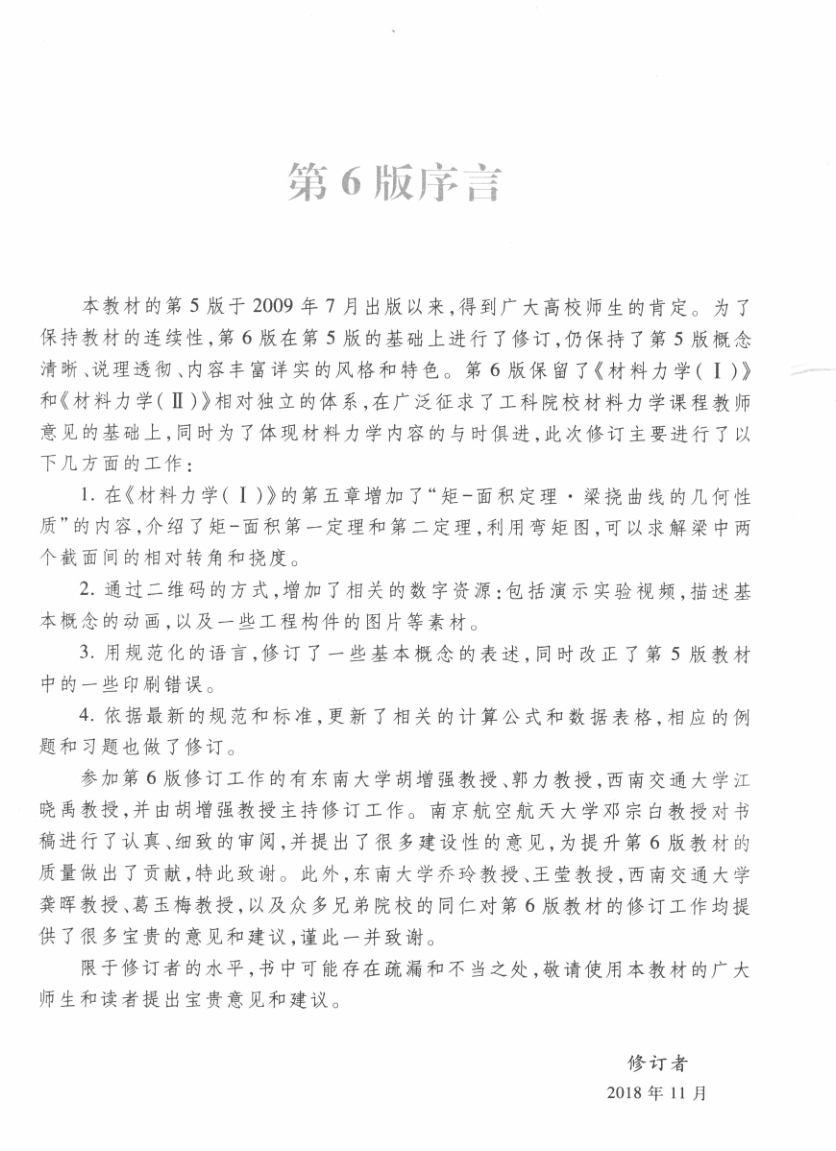 第 6 版序言
本教材的第 5 版于 2009 年 7 月出版以来,得到广大高校师生的肯定。为了
保持教材的连续性,第 6 版在第 5 版的基础上进行了修订,仍保持了第 5 版概念
清晰、说理透彻、内容丰富详实的风格和特色。第 6 版保留了《材料力学(Ⅰ)》
和《材料力学(Ⅱ)》相对独立的体系,在广泛征求了工科院校材料力学课程教师
意见的基础上,同时为了体现材料力学内容的与时俱进,此次修订主要进行了以
下几方面的工作:
1. 在《材料力学(Ⅰ)》的第五章增加了“矩-面积定理·梁挠曲线的几何性
质”的内容,介绍了矩-面积第一定理和第二定理,利用弯矩图,可以求解梁中两
个截面间的相对转角和挠度。
2. 通过二维码的方式,增加了相关的数字资源:包括演示实验视频,描述基
本概念的动画,以及一些工程构件的图片等素材。
3. 用规范化的语言,修订了一些基本概念的表述,同时改正了第 5 版教材
中的一些印刷错误。
4. 依据最新的规范和标准,更新了相关的计算公式和数据表格,相应的例
题和习题也做了修订。
参加第 6 版修订工作的有东南大学胡增强教授、郭力教授,西南交通大学江
晓禹教授,并由胡增强教授主持修订工作。南京航空航天大学邓宗白教授对书
稿进行了认真、细致的审阅,并提出了很多建设性的意见,为提升第 6 版教材的
质量做出了贡献,特此致谢。此外,东南大学乔玲教授、王莹教授,西南交通大学
龚晖教授、葛玉梅教授,以及众多兄弟院校的同仁对第 6 版教材的修订工作均提
供了很多宝贵的意见和建议,谨此一并致谢。
限于修订者的水平,书中可能存在疏漏和不当之处,敬请使用本教材的广大
师生和读者提出宝贵意见和建议。
修订者
2018 年 11 月